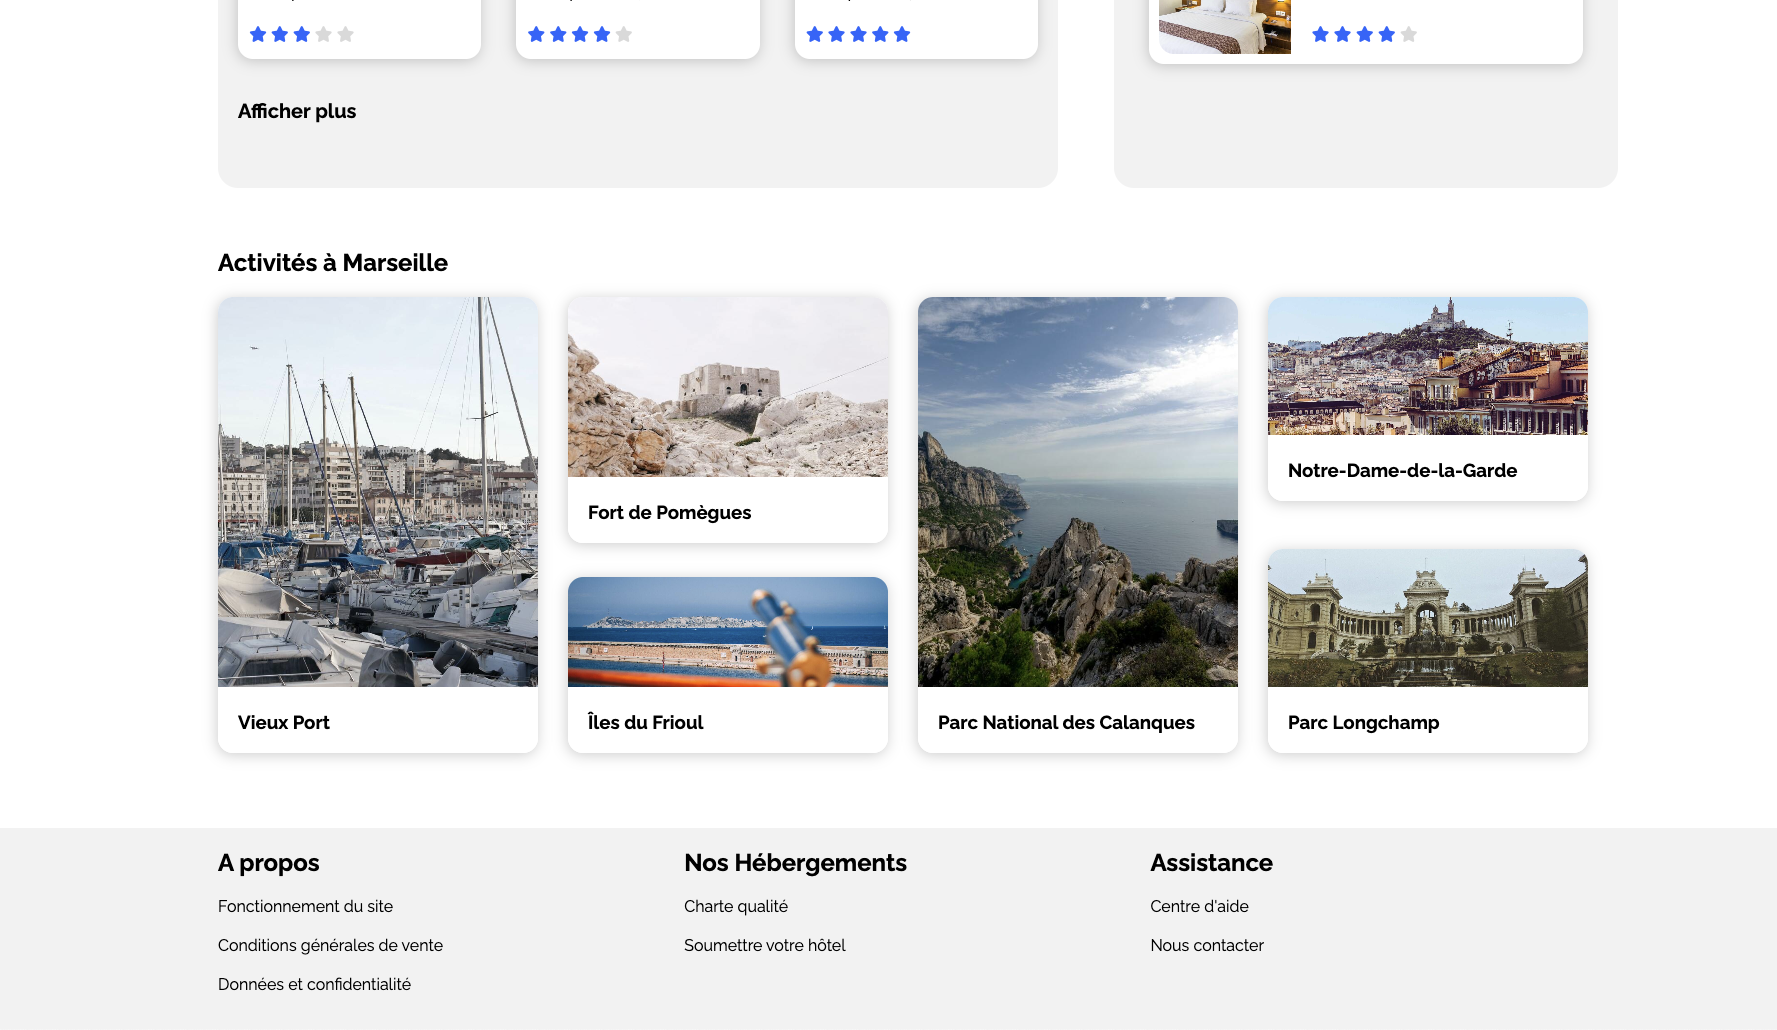 Afficher plus
Activités à Marseille
Vieux Port
Fort de Pomègues
Îles du Frioul
Parc National des Calanques
Notre-Dame-de-la-Garde
Parc Longchamp
A propos
Fonctionnement du site
Conditions générales de vente
Données et confidentialité
Nos Hébergements
Charte qualité
Soumettre votre hôtel
Assistance
Centre d'aide
Nous contacter